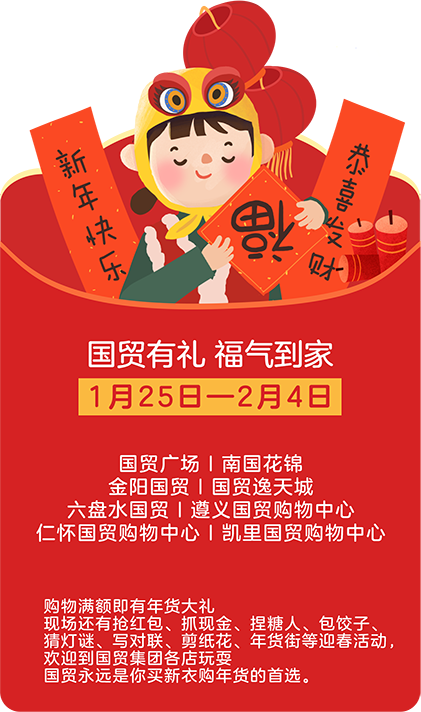 新年快乐
恭喜发财
福
国贸有礼 福气到家
1月25日—2月4日
国贸广场 | 南国花锦
金阳国贸 | 国贸逸天城
六盘水国贸 | 遵义国贸购物中心
仁怀国贸购物中心 | 凯里国贸购物中心
购物满额即有年货大礼
现场还有抢红包、抓现金、捏糖人、包饺子、
猜灯谜、写对联、剪纸花、年货街等迎春活动，
欢迎到国贸集团各店玩耍
国贸永远是你买新衣购年货的首选。